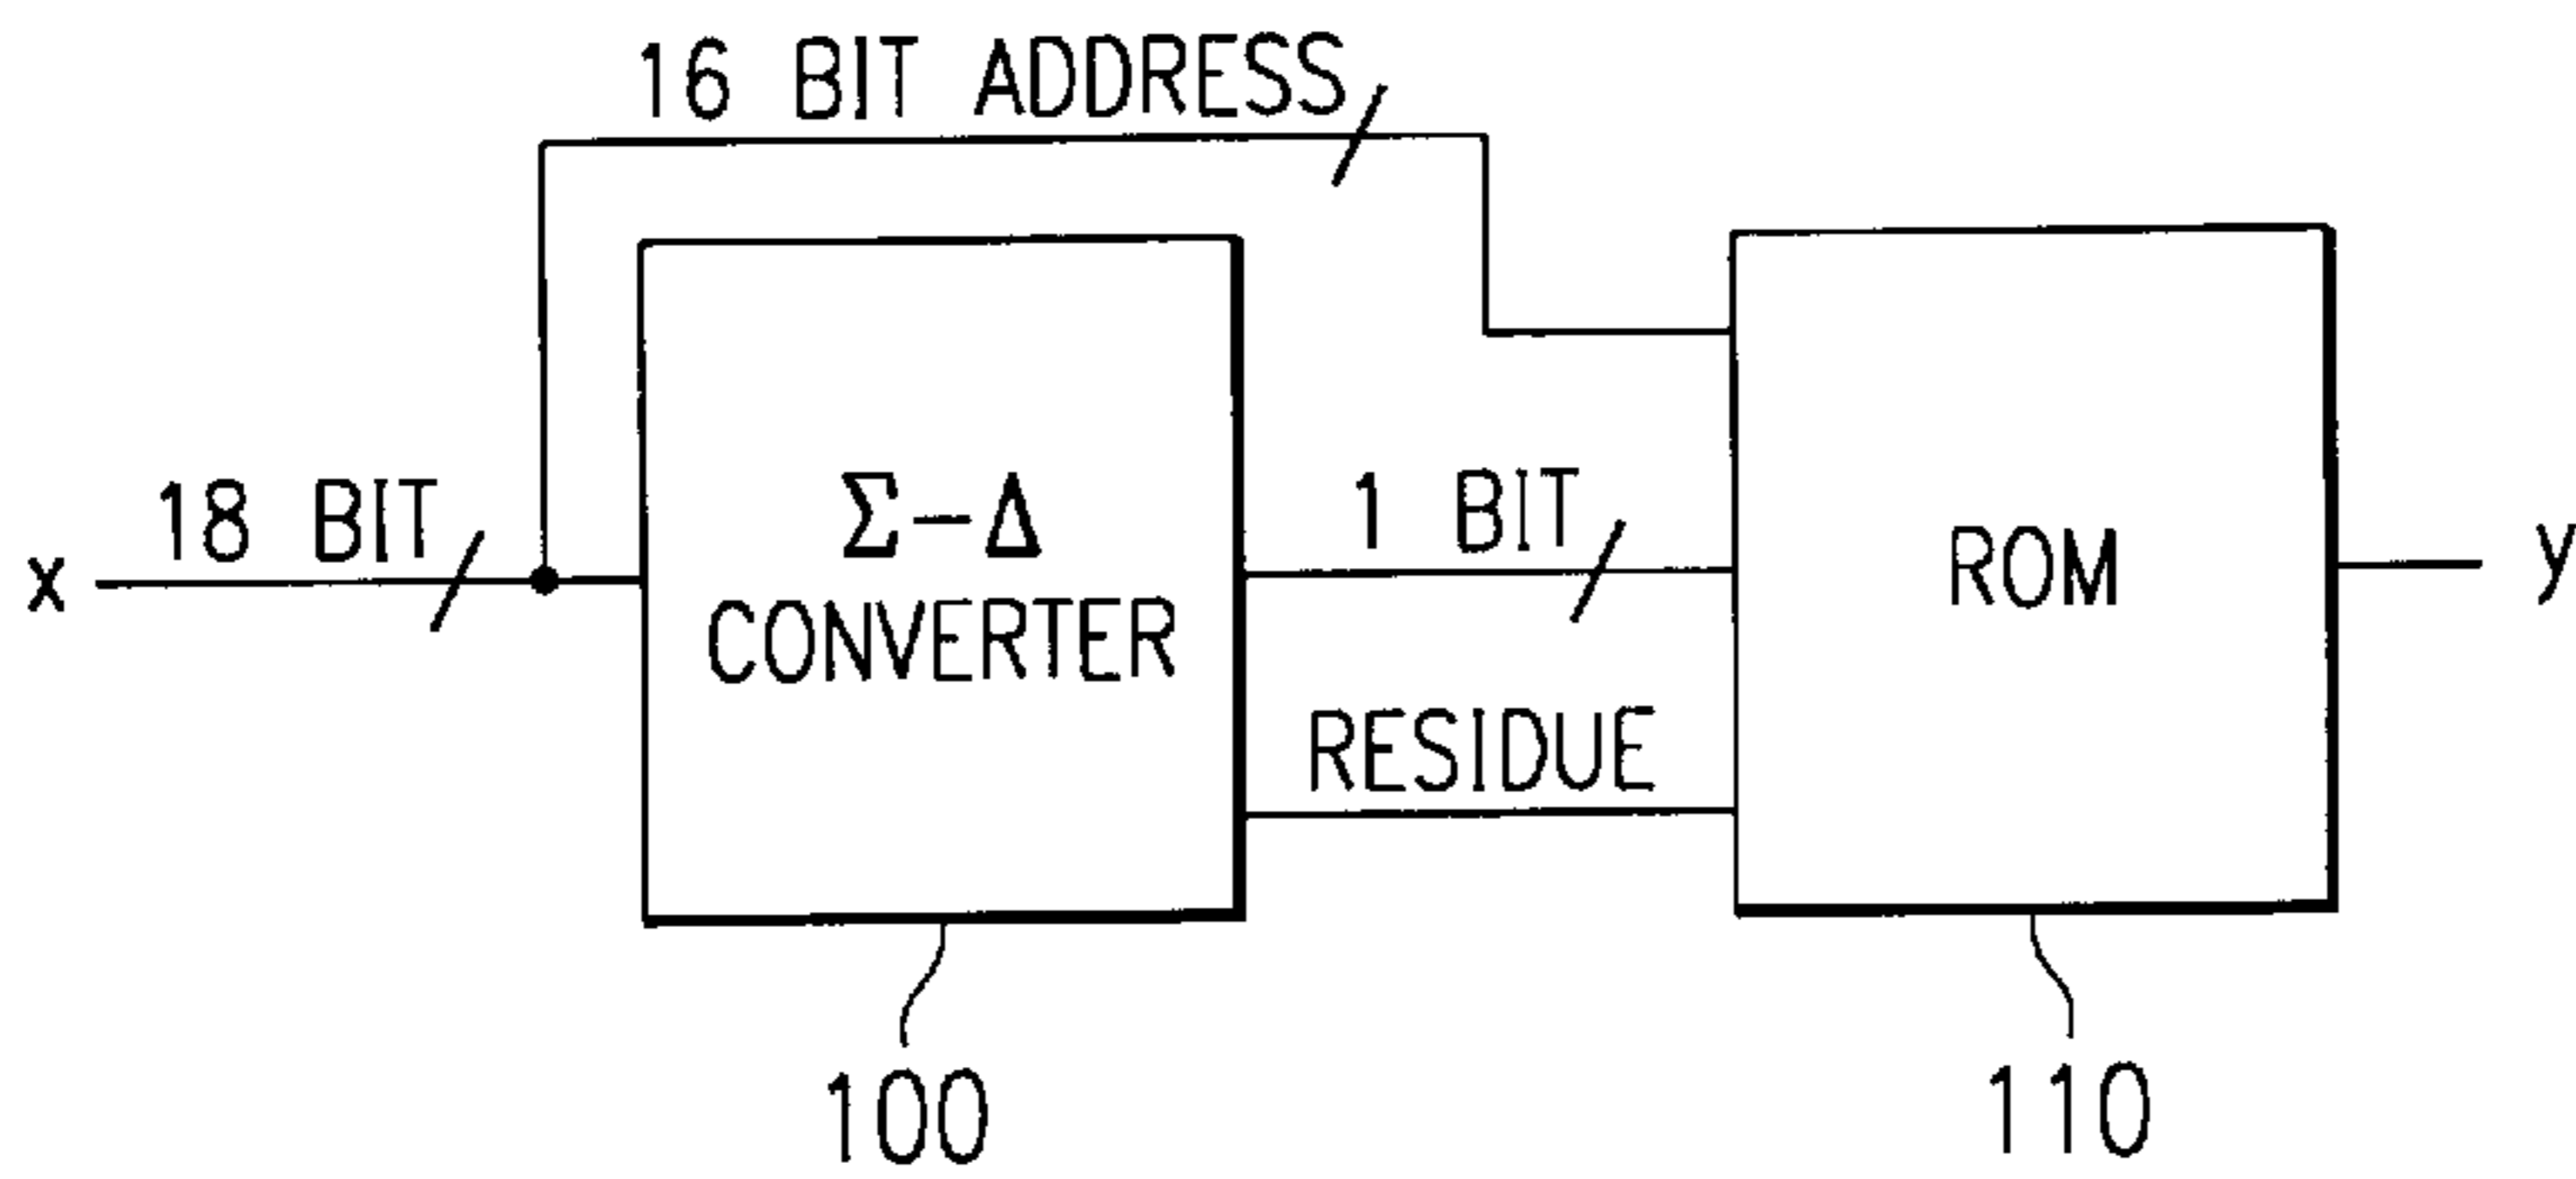 16 BIT ADDRESS
18 BIT
x
Σ-Δ
CONVERTER
1 BIT
RESIDUE
ROM
y
100
110